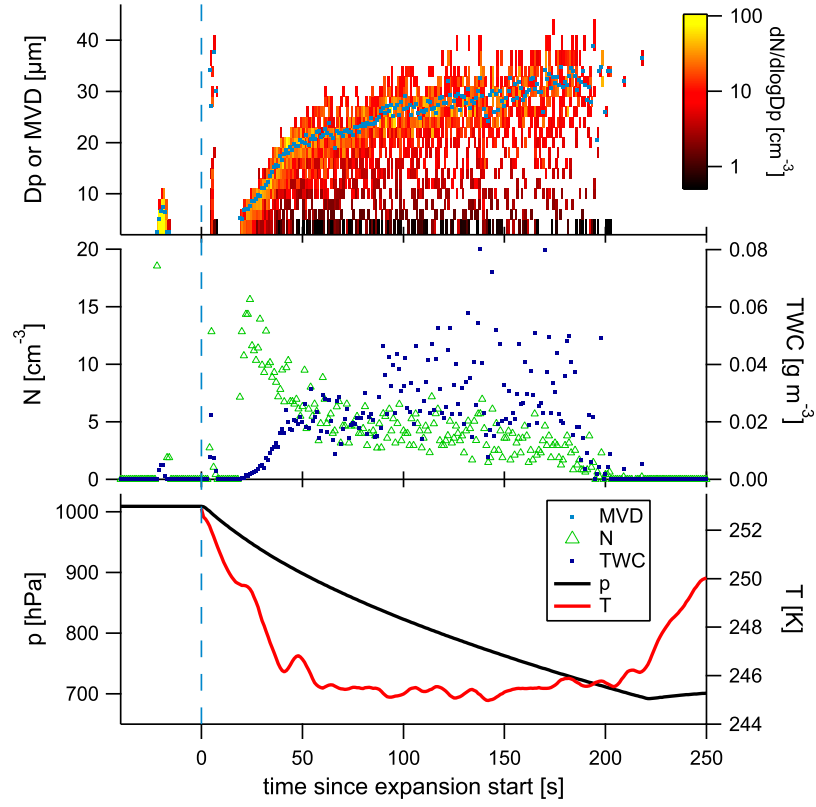 Dp or MVD [µm]
40
30
20
10
100
10
1
dN/dlogDp [cm-3]
N [cm-3]
20
15
10
5
0
0.08
0.06
0.04
0.02
0.00
TWC [g m-3]
p [hPa]
1000
900
800
700
MVD
N
TWC
p
T
252
250
248
246
244
T [K]
0 50 100 150 200 250
time since expansion start [s]